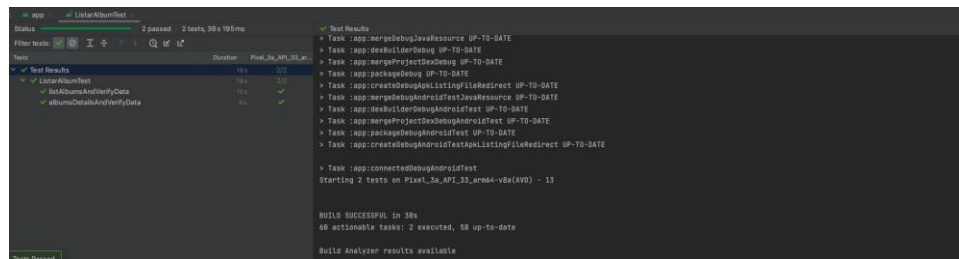 app ListarAlbumTest
Status 2 passed 2 tests, 38 s 195 ms
Filter tests:
Tests Duration Pixel_3a_API_33_ar...
Test Results 18s 2/2
ListarAlbumTest 18s 2/2
listAlbumsAndVerifyData 10s
albumsDetailsAndVerifyData 8s
Tests Passed
Test Results
> Task :app:mergeDebugJavaResource UP-TO-DATE
> Task :app:dexBuilderDebug UP-TO-DATE
> Task :app:mergeProjectDexDebug UP-TO-DATE
> Task :app:packageDebug UP-TO-DATE
> Task :app:createDebugApkListingFileRedirect UP-TO-DATE
> Task :app:mergeDebugAndroidTestJavaResource UP-TO-DATE
> Task :app:dexBuilderDebugAndroidTest UP-TO-DATE
> Task :app:mergeProjectDexDebugAndroidTest UP-TO-DATE
> Task :app:packageDebugAndroidTest UP-TO-DATE
> Task :app:createDebugAndroidTestApkListingFileRedirect UP-TO-DATE
> Task :app:connectedDebugAndroidTest
Starting 2 tests on Pixel_3a_API_33_arm64-v8a(AVD) - 13
BUILD SUCCESSFUL in 38s
60 actionable tasks: 2 executed, 58 up-to-date
Build Analyzer results available